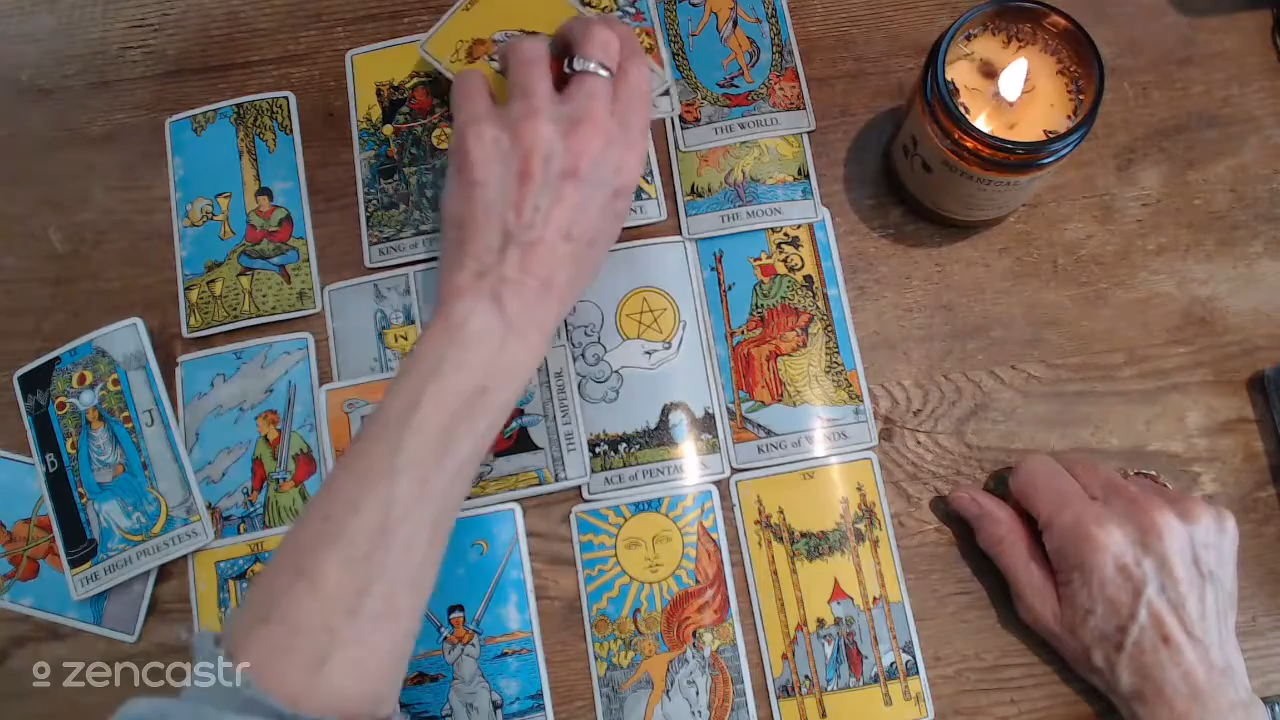 THE WORLD.
THE MOON.
KING of
BOTANICAL
THE EMPEROR.
ACE of PENTACLES.
KING of WANDS.
V
B
J
THE HIGH PRIESTESS.
VII
XIX
IV
zencastr